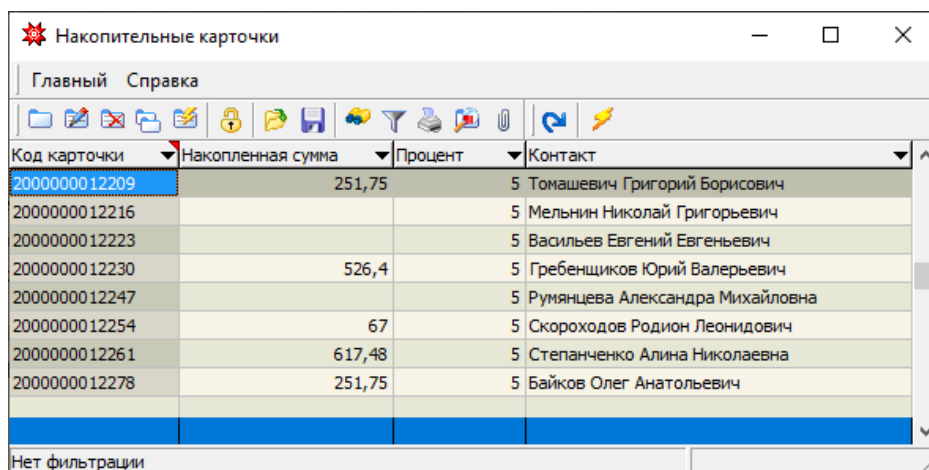 Накопительные карточки
Главный Справка
Код карточки Накопленная сумма Процент Контакт
2000000012209 251,75 5 Томашевич Григорий Борисович
2000000012216 5 Мельнин Николай Григорьевич
2000000012223 5 Васильев Евгений Евгеньевич
2000000012230 526,4 5 Гребенщиков Юрий Валерьевич
2000000012247 5 Румянцева Александра Михайловна
2000000012254 67 5 Скороходов Родион Леонидович
2000000012261 617,48 5 Степанченко Алина Николаевна
2000000012278 251,75 5 Байков Олег Анатольевич
Нет фильтрации